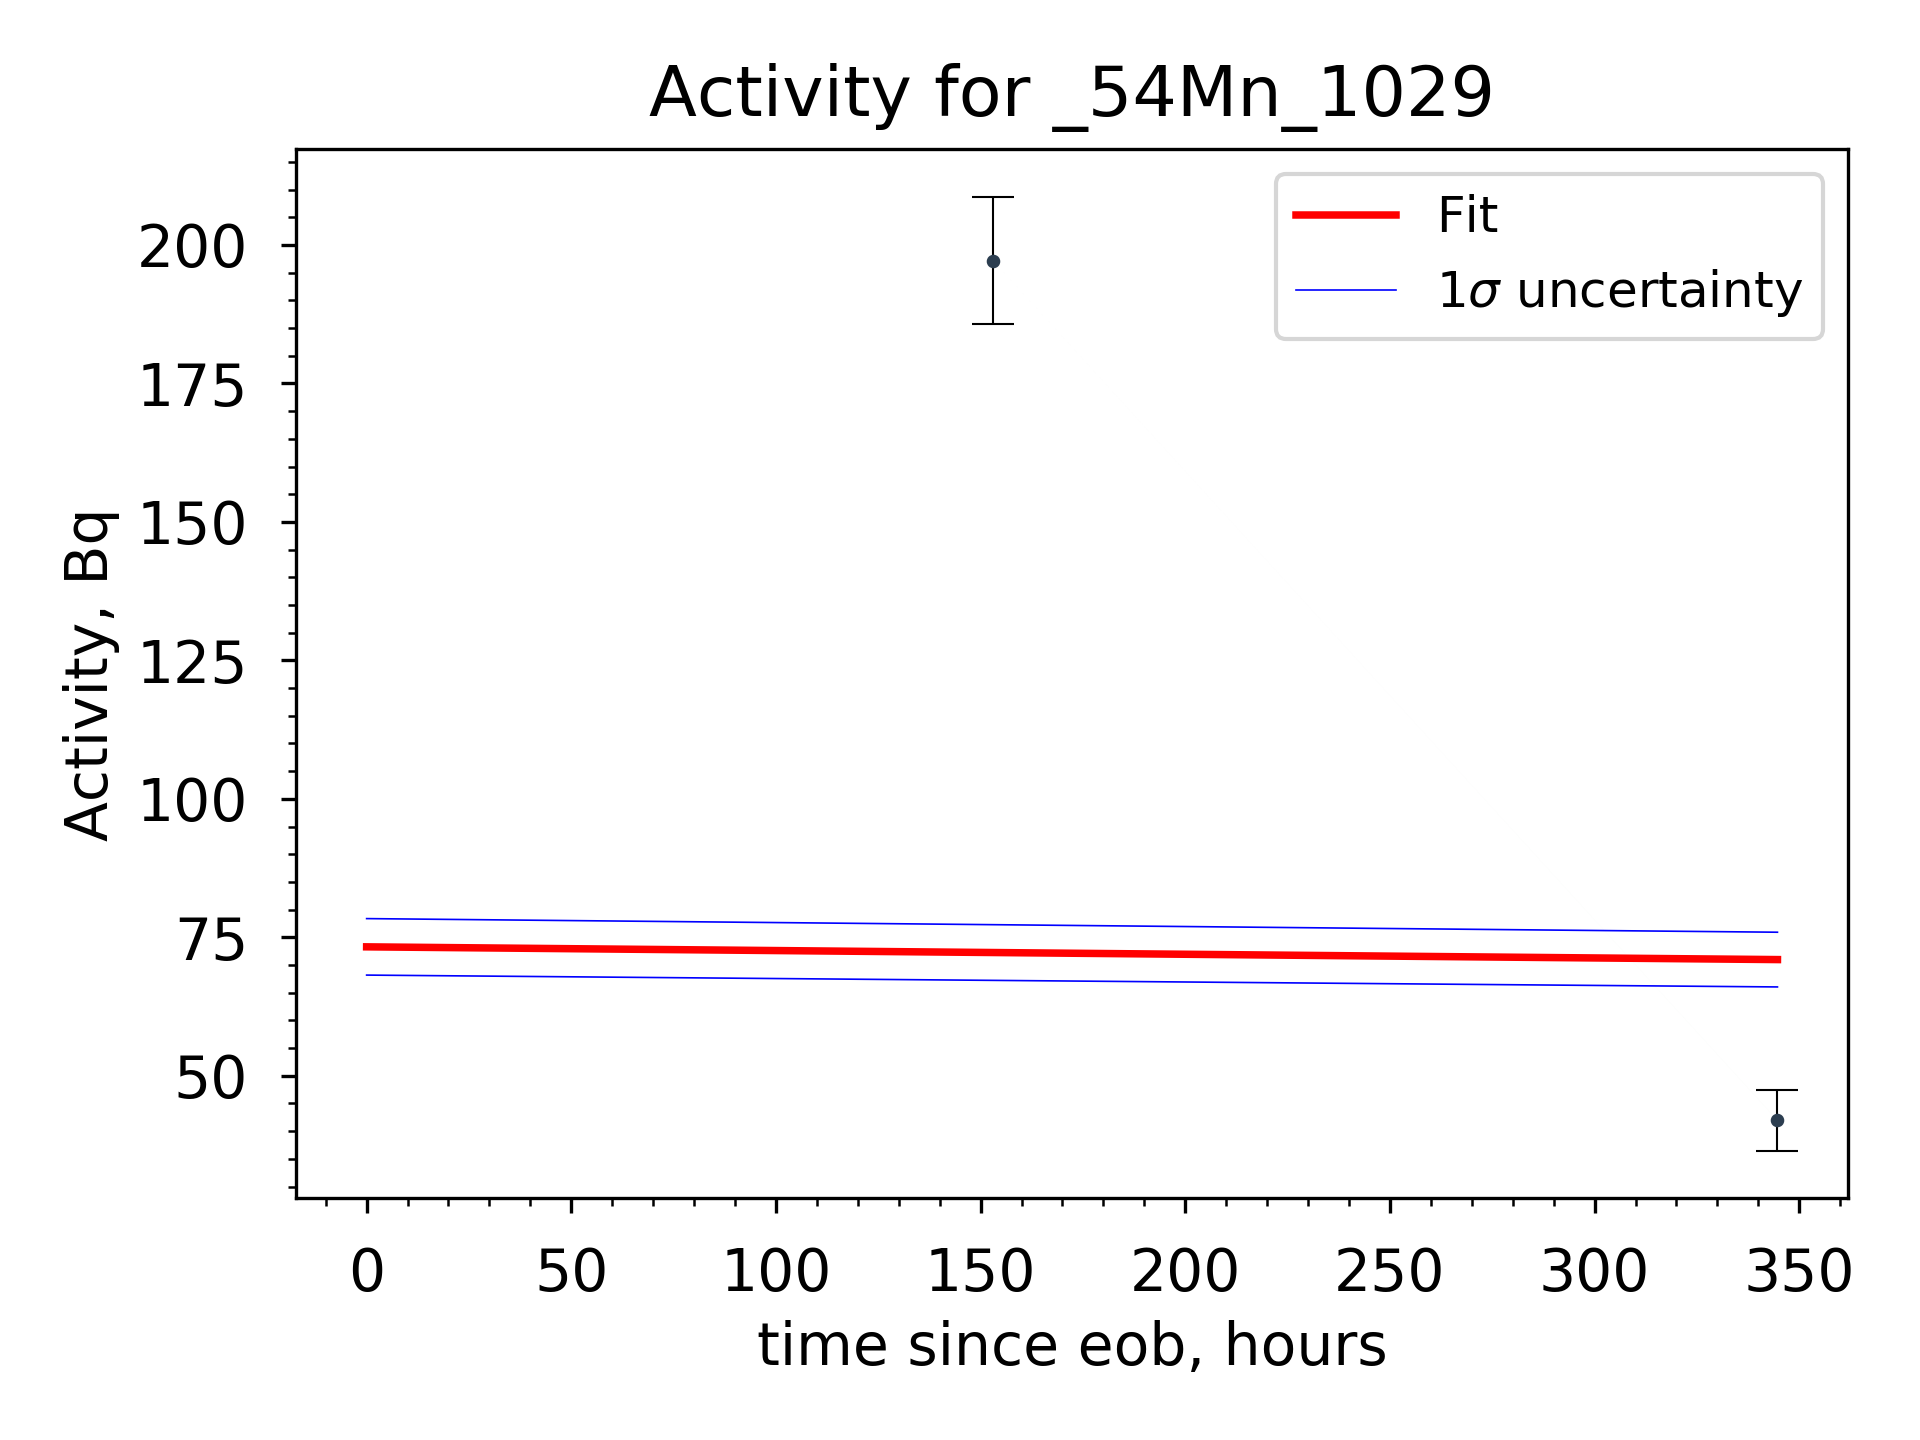 Activity for _54Mn_1029
Fit
1σ uncertainty
Activity, Bq
200
175
150
125
100
75
50
0 50 100 150 200 250 300 350
time since eob, hours